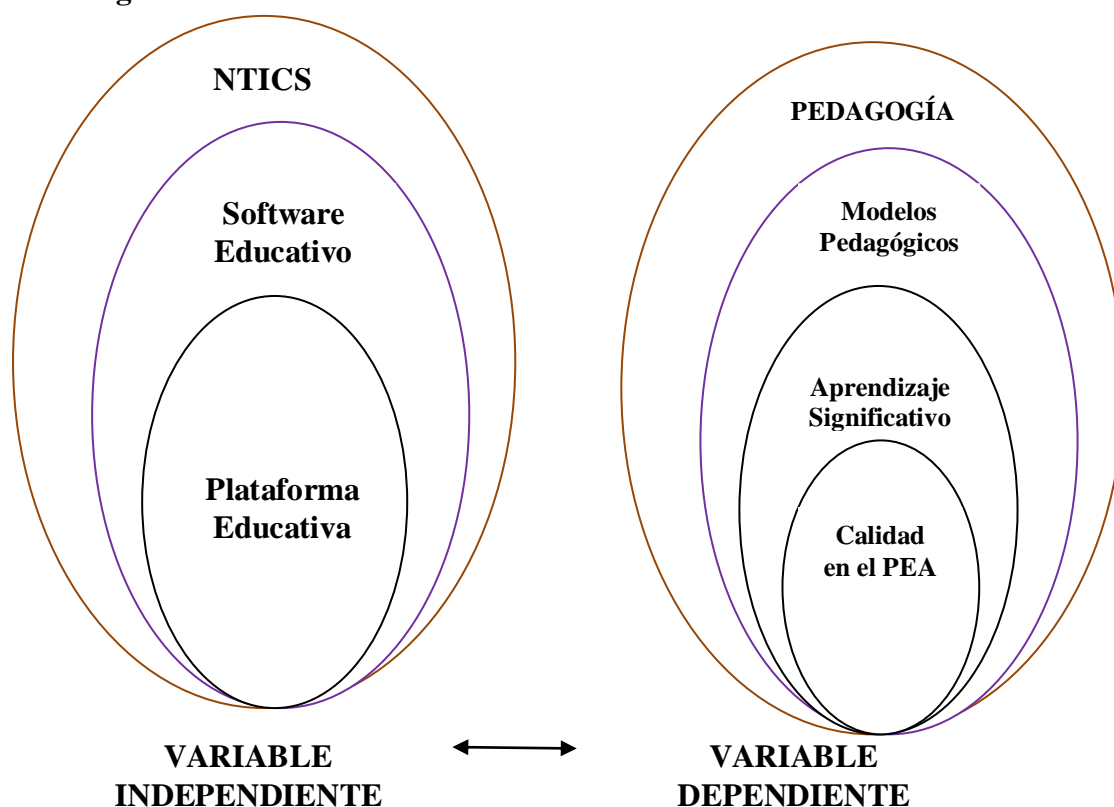 NTICS
Software
Educativo
Plataforma
Educativa
VARIABLE
INDEPENDIENTE
PEDAGOGÍA
Modelos
Pedagógicos
Aprendizaje
Significativo
Calidad
en el PEA
VARIABLE
DEPENDIENTE